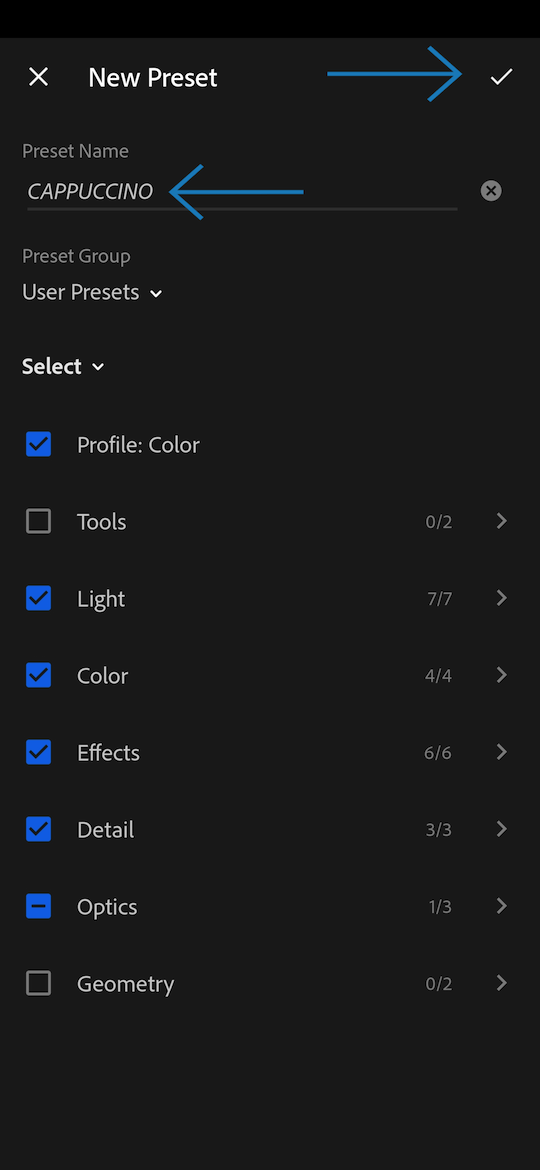 New Preset
Preset Name
CAPPUCCINO
Preset Group
User Presets
Select
Profile: Color
Tools 0/2
Light 7/7
Color 4/4
Effects 6/6
Detail 3/3
Optics 1/3
Geometry 0/2